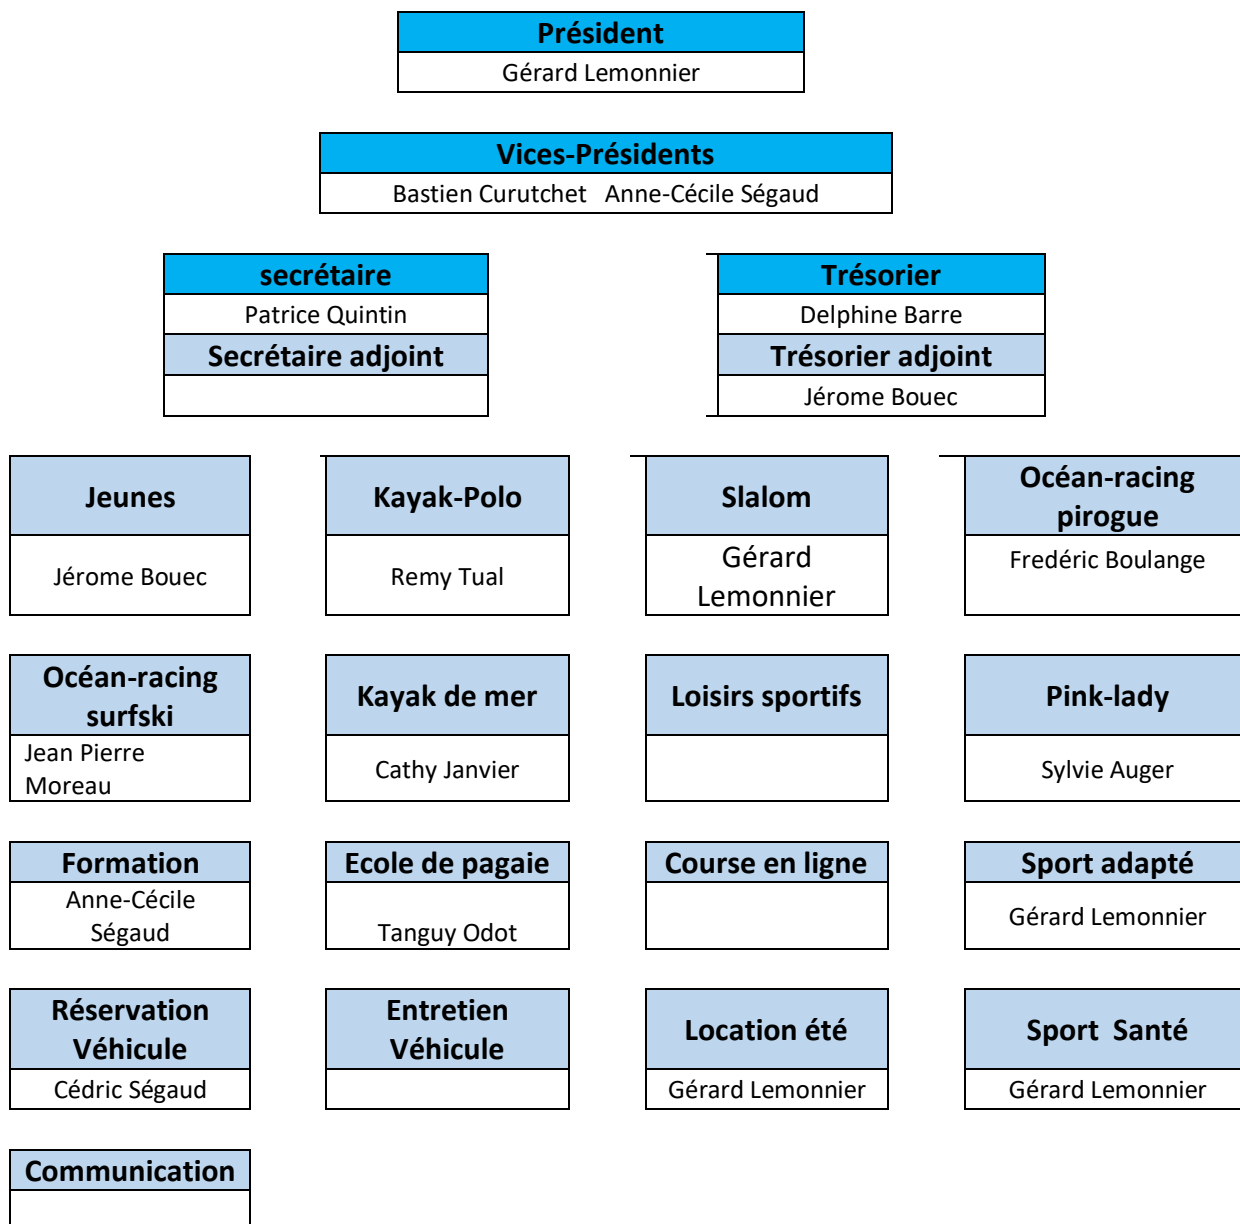 Président
Gérard Lemonnier
Vices-Présidents
Bastien Curutchet Anne-Cécile Ségaud
secrétaire
Patrice Quintin
Secrétaire adjoint
Trésorier
Delphine Barre
Trésorier adjoint
Jérome Bouec
Jeunes
Jérome Bouec
Kayak-Polo
Remy Tual
Slalom
Gérard
Lemonnier
Océan-racing
pirogue
Fredéric Boulange
Océan-racing
surfski
Jean Pierre
Moreau
Kayak de mer
Cathy Janvier
Loisirs sportifs
Pink-lady
Sylvie Auger
Formation
Anne-Cécile
Ségaud
Ecole de pagaie
Tanguy Odot
Course en ligne
Sport adapté
Gérard Lemonnier
Réservation
Véhicule
Cédric Ségaud
Entretien
Véhicule
Location été
Gérard Lemonnier
Sport Santé
Gérard Lemonnier
Communication